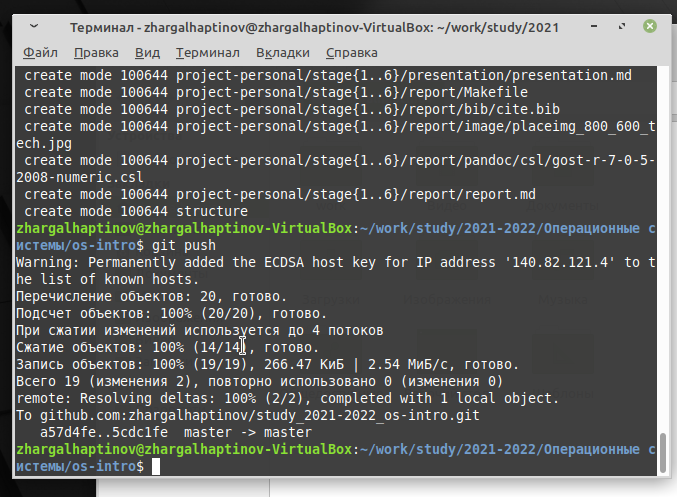 Терминал - zhargalhaptinov@zhargalhaptinov-VirtualBox: ~/work/study/2021
Файл Правка Вид Терминал Вкладки Справка
create mode 100644 project-personal/stage{1..6}/presentation/presentation.md
create mode 100644 project-personal/stage{1..6}/report/Makefile
create mode 100644 project-personal/stage{1..6}/report/bib/cite.bib
create mode 100644 project-personal/stage{1..6}/report/image/placeimg_800_600_t
ech.jpg
create mode 100644 project-personal/stage{1..6}/report/pandoc/csl/gost-r-7-0-5-
2008-numeric.csl
create mode 100644 project-personal/stage{1..6}/report/report.md
create mode 100644 structure
zhargalhaptinov@zhargalhaptinov-VirtualBox:~/work/study/2021-2022/Операционные с
истемы/os-intro$ git push
Warning: Permanently added the ECDSA host key for IP address '140.82.121.4' to t
he list of known hosts.
Перечисление объектов: 20, готово.
Подсчет объектов: 100% (20/20), готово.
При сжатии изменений используется до 4 потоков
Сжатие объектов: 100% (14/14), готово.
Запись объектов: 100% (19/19), 266.47 КиБ | 2.54 МиБ/с, готово.
Всего 19 (изменения 2), повторно использовано 0 (изменения 0)
remote: Resolving deltas: 100% (2/2), completed with 1 local object.
To github.com:zhargalhaptinov/study_2021-2022_os-intro.git
a57d4fe..5cdc1fe master -> master
zhargalhaptinov@zhargalhaptinov-VirtualBox:~/work/study/2021-2022/Операционные с
истемы/os-intro$